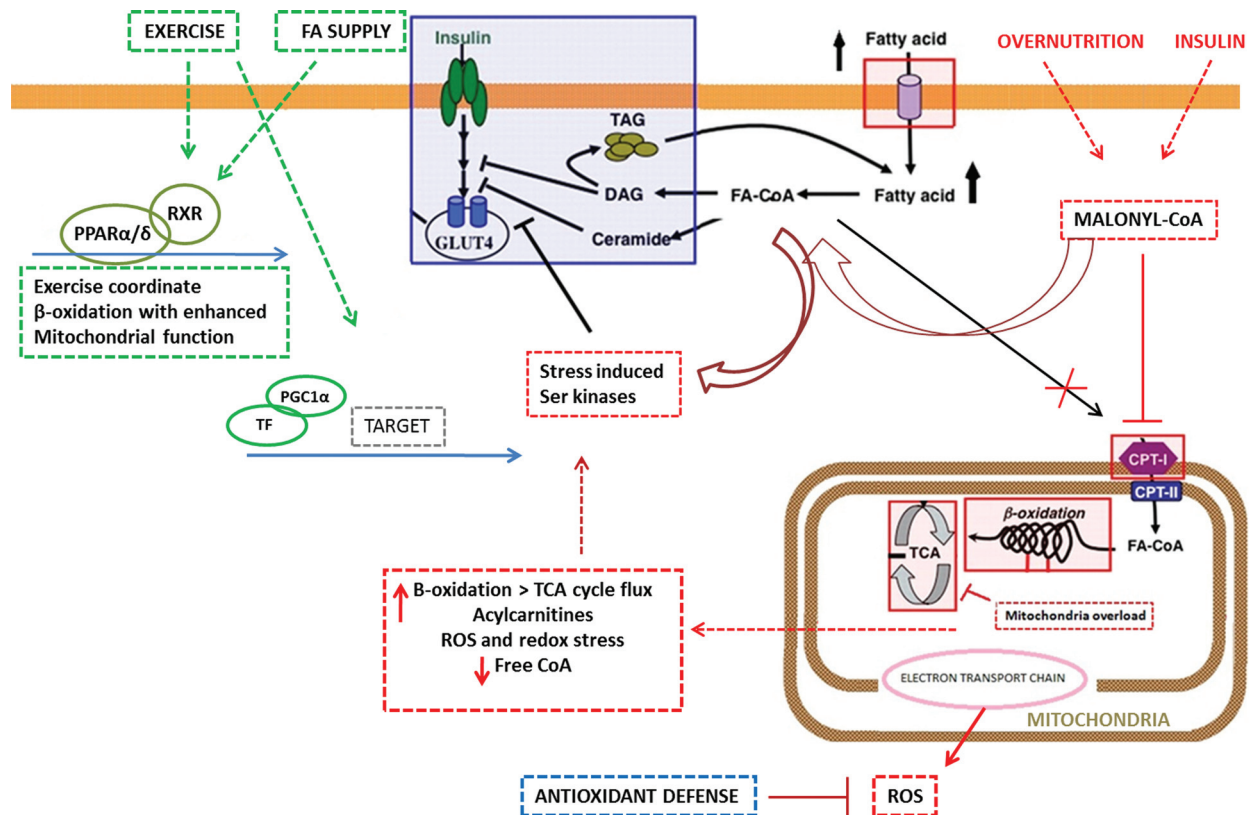 EXERCISE
FA SUPPLY
Insulin
Fatty acid
OVERNUTRITION
INSULIN
TAG
RXR
PPARα/δ
DAG
FA-CoA
Fatty acid
MALONYL-CoA
GLUT4
Ceramide
Exercise coordinate
β-oxidation with enhanced
Mitochondrial function
Stress induced
Ser kinases
PGC1α
TF
TARGET
CPT-I
CPT-II
β-oxidation
TCA
FA-CoA
Mitochondria overload
B-oxidation > TCA cycle flux
Acylcarnitines
ROS and redox stress
Free CoA
ELECTRON TRANSPORT CHAIN
MITOCHONDRIA
ANTIOXIDANT DEFENSE
ROS